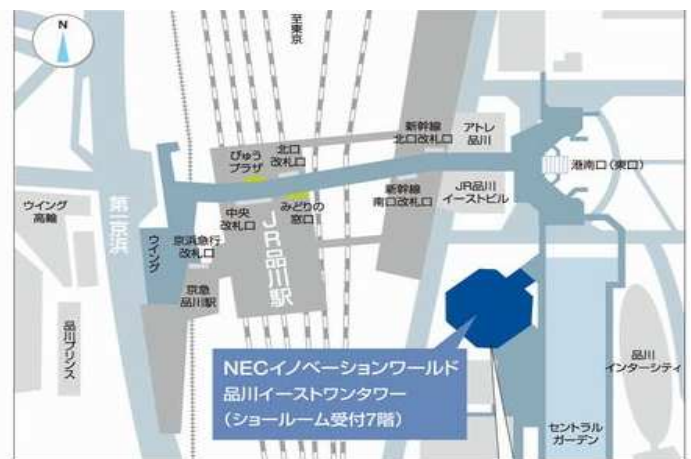 N
至東京
新幹線
北口改札口
アトレ
品川
びゅう
プラザ
北口
改札口
港南口(東口)
ウイング
高輪
第一京浜
ウイング
中央
改札口
みどりの
窓口
新幹線
南口改札口
JR品川
イーストビル
京浜急行
改札口
JR品川駅
京急
品川駅
品川プリンス
NECイノベーションワールド
品川イーストワンタワー
(ショールーム受付7階)
品川
インターシティ
セントラル
ガーデン